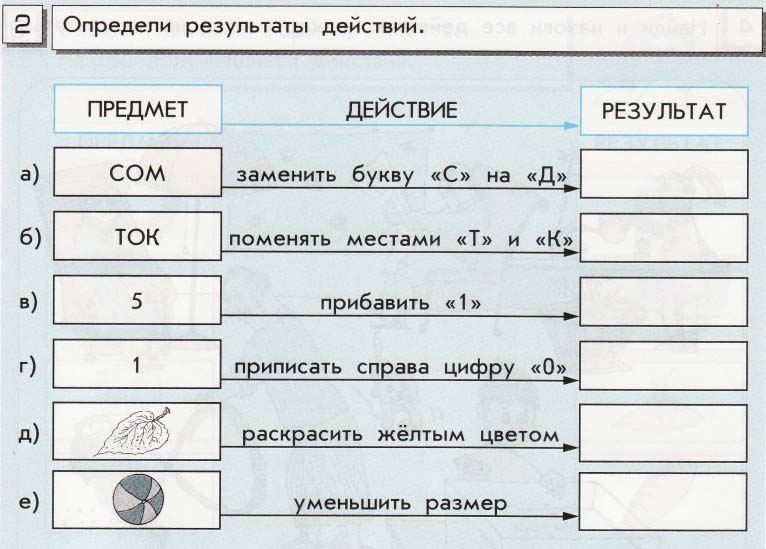 2 Определи результаты действий.
ПРЕДМЕТ ДЕЙСТВИЕ РЕЗУЛЬТАТ
а) СОМ заменить букву «С» на «Д»
б) ТОК поменять местами «Т» и «К»
в) 5 прибавить «1»
г) 1 приписать справа цифру «0»
д) раскрасить жёлтым цветом
е) уменьшить размер